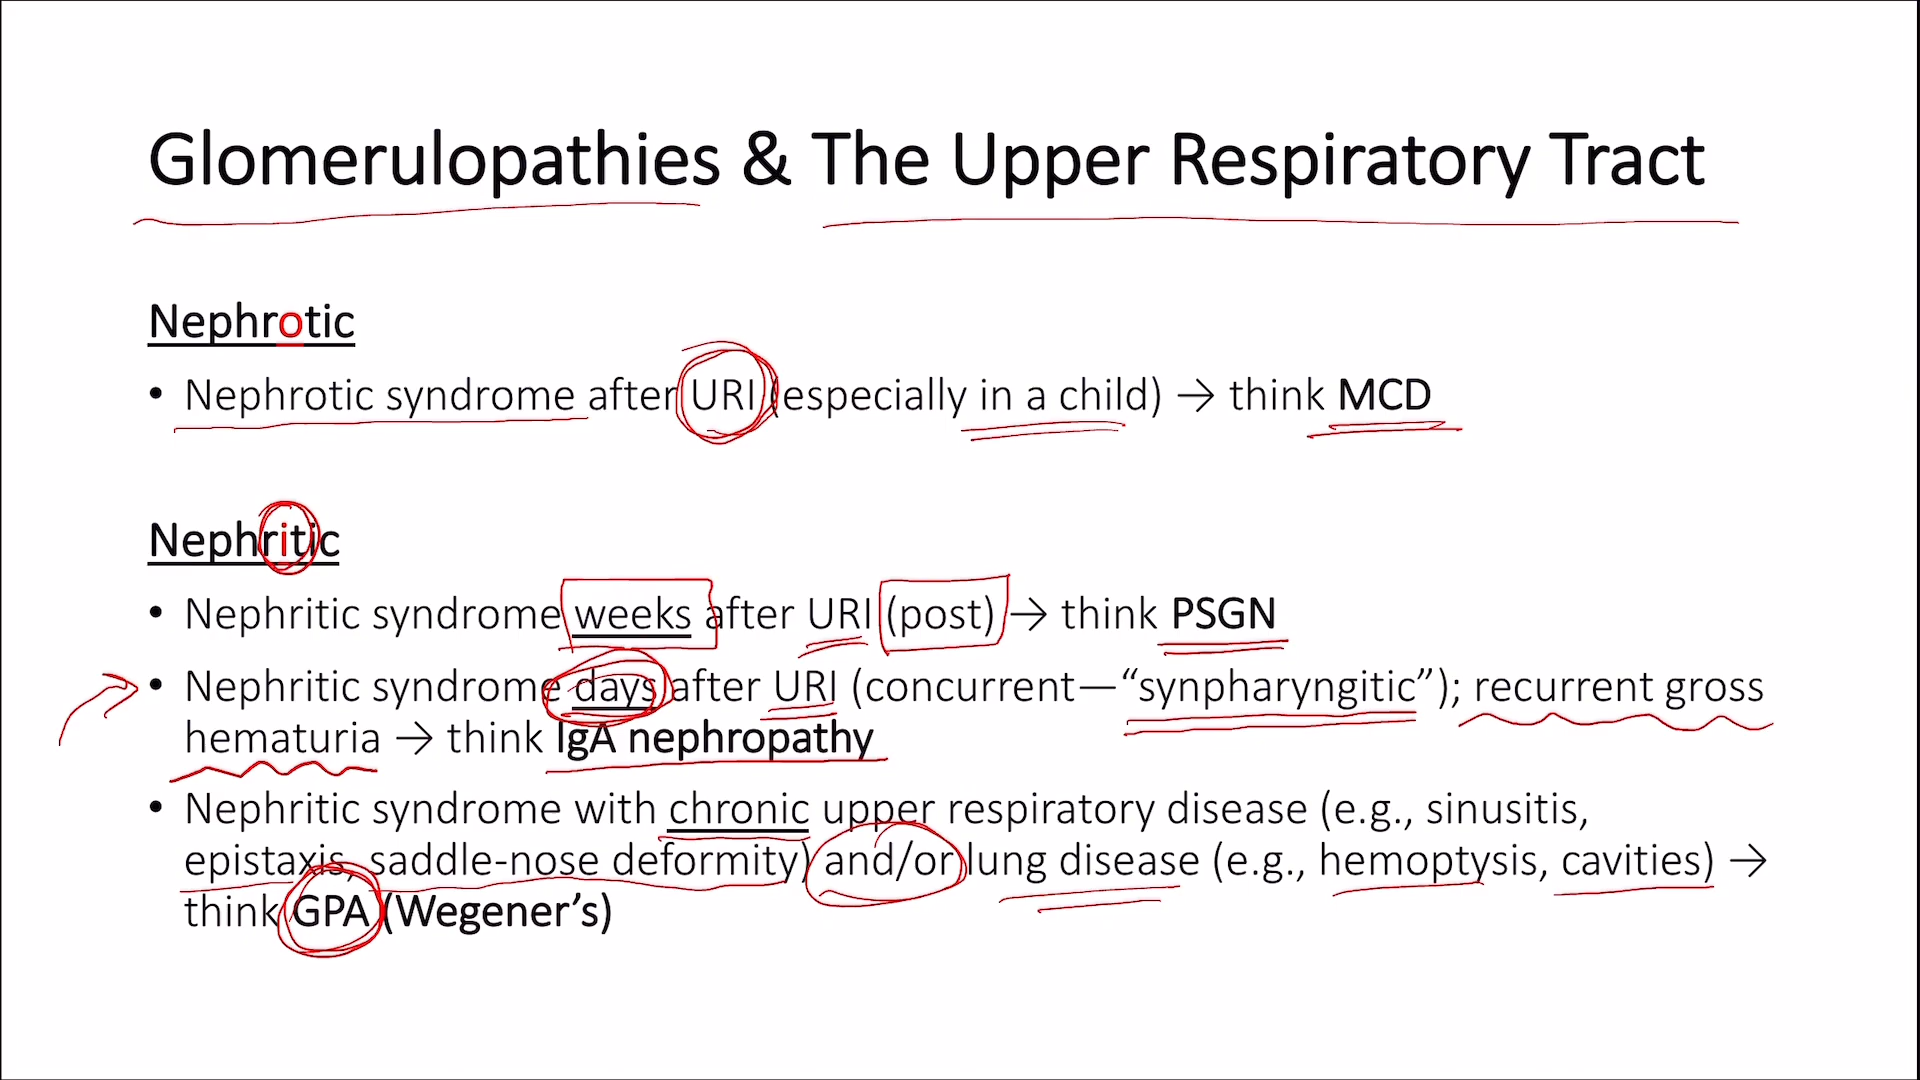 Glomerulopathies & The Upper Respiratory Tract
Nephrotic
• Nephrotic syndrome after URI (especially in a child) → think MCD
Nephritic
• Nephritic syndrome weeks after URI (post) → think PSGN
• Nephritic syndrome days after URI (concurrent—“synpharyngitic”); recurrent gross
hematuria → think IgA nephropathy
• Nephritic syndrome with chronic upper respiratory disease (e.g., sinusitis,
epistaxis, saddle-nose deformity) and/or lung disease (e.g., hemoptysis, cavities) →
think GPA (Wegener’s)